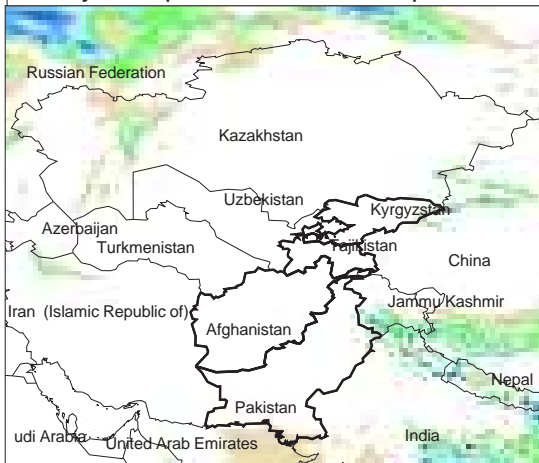 Russian Federation
Kazakhstan
Uzbekistan
Kyrgyzstan
Azerbaijan
Turkmenistan
Tajikistan
China
Jammu/Kashmir
Iran (Islamic Republic of)
Afghanistan
Nepal
Pakistan
udi Arabia
United Arab Emirates
India